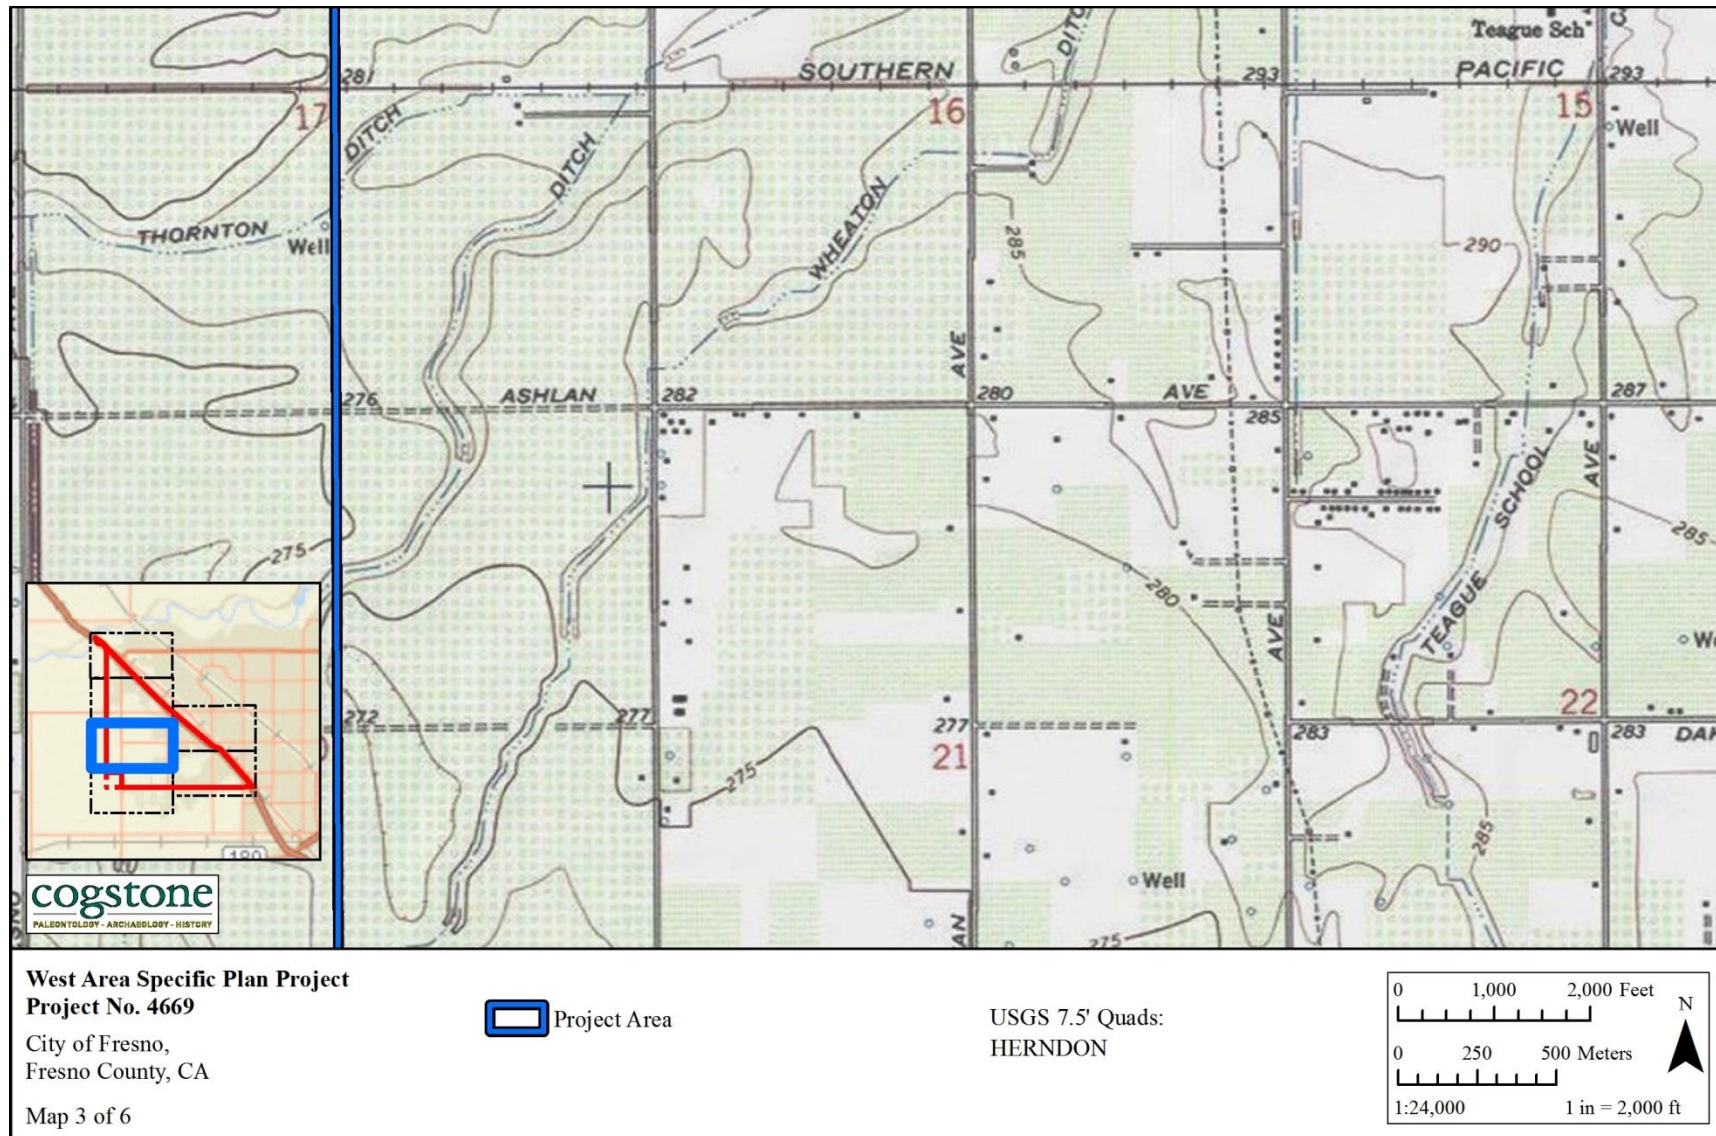 Teague Sch
281
SOUTHERN
293
PACIFIC
293
DITCH
17
DITCH
DITCH
16
15
Well
THORNTON
Well
WHEATON
285
290
AVE
276
ASHLAN
282
280
AVE
285
287
SCHOOL
AVE
275
285
280
TEAGUE
AVE
272
277
277
21
22
283
283
275
285
Well
275
180
cogstone
PALEONTOLOGY - ARCHAEOLOGY - HISTORY
West Area Specific Plan Project
Project No. 4669
City of Fresno,
Fresno County, CA
Map 3 of 6
Project Area
USGS 7.5' Quads:
HERNDON
0 1,000 2,000 Feet
N
0 250 500 Meters
1:24,000 1 in = 2,000 ft